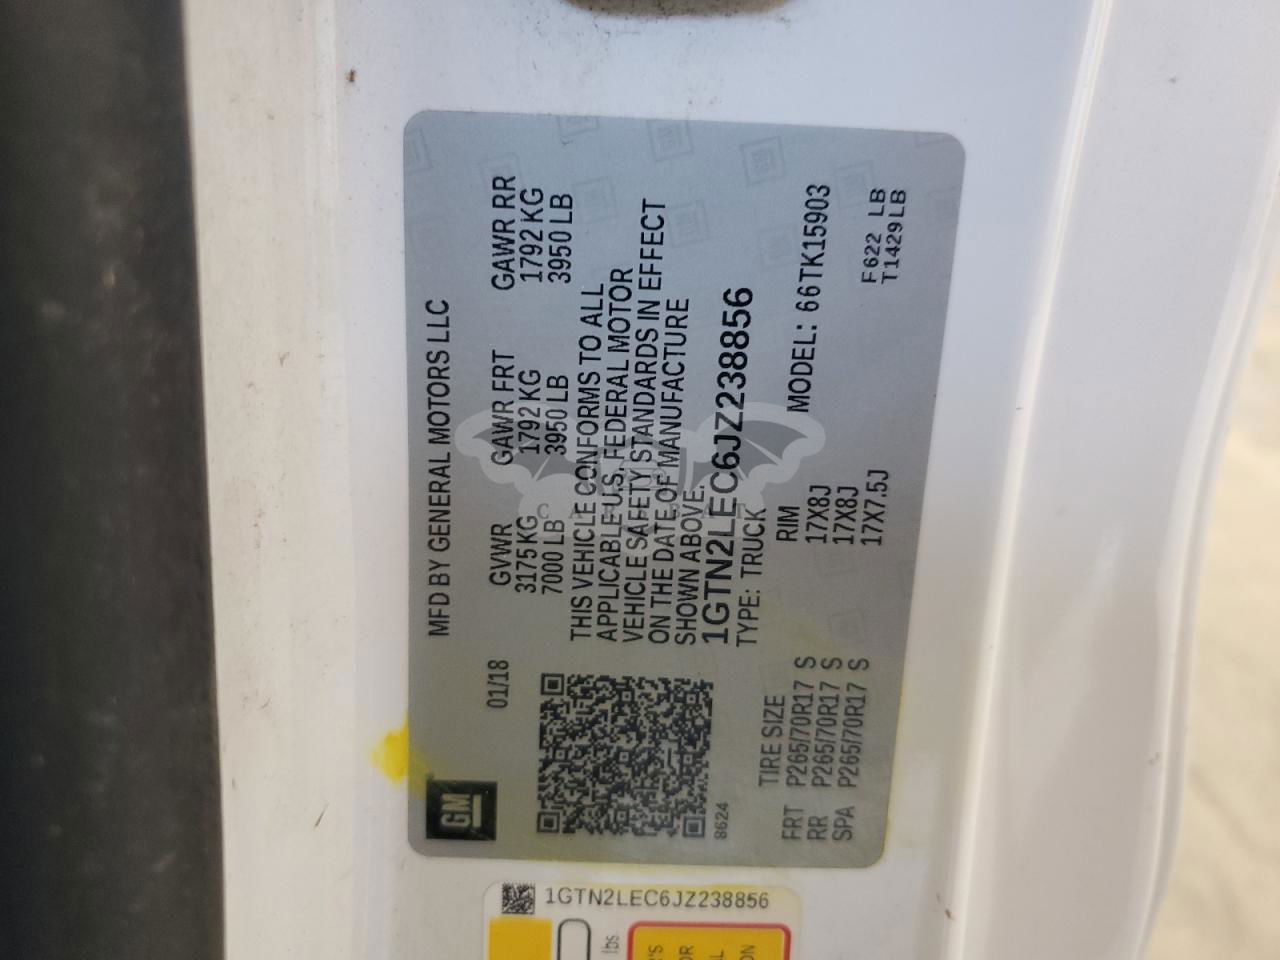 GM
MFD BY GENERAL MOTORS LLC
01/18
GVWR GAWR FRT GAWR RR
3175 KG 1792 KG 1792 KG
7000 LB 3950 LB 3950 LB
THIS VEHICLE CONFORMS TO ALL
APPLICABLE U.S. FEDERAL MOTOR
VEHICLE SAFETY STANDARDS IN EFFECT
ON THE DATE OF MANUFACTURE
SHOWN ABOVE.
1GTN2LEC6JZ238856
8624
TYPE: TRUCK
MODEL: 66TK15903
TIRE SIZE RIM
FRT P265/70R17 S 17X8J
RR P265/70R17 S 17X8J
SPA P265/70R17 S 17X7.5J
F622 LB
T1429LB
1GTN2LEC6JZ238856
lbs